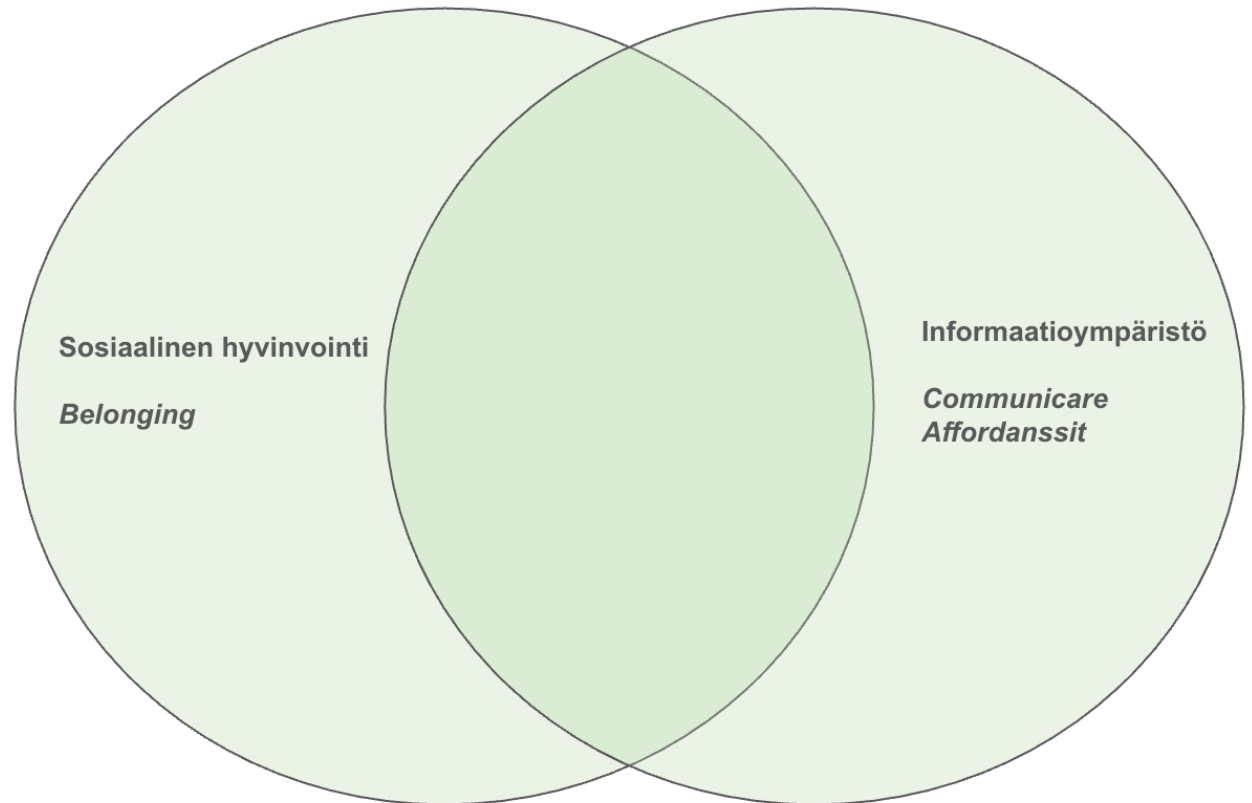 Sosiaalinen hyvinvointi
Belonging
Informaatioympäristö
Communicare
Affordanssit